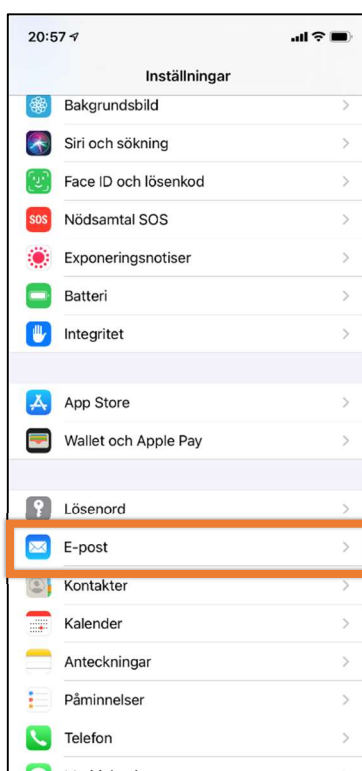 20:57
Inställningar
Bakgrundsbild
Siri och sökning
Face ID och lösenkod
SOS Nödsamtal SOS
Exponeringsnotiser
Batteri
Integritet
App Store
Wallet och Apple Pay
Lösenord
E-post
Kontakter
Kalender
Anteckningar
Påminnelser
Telefon